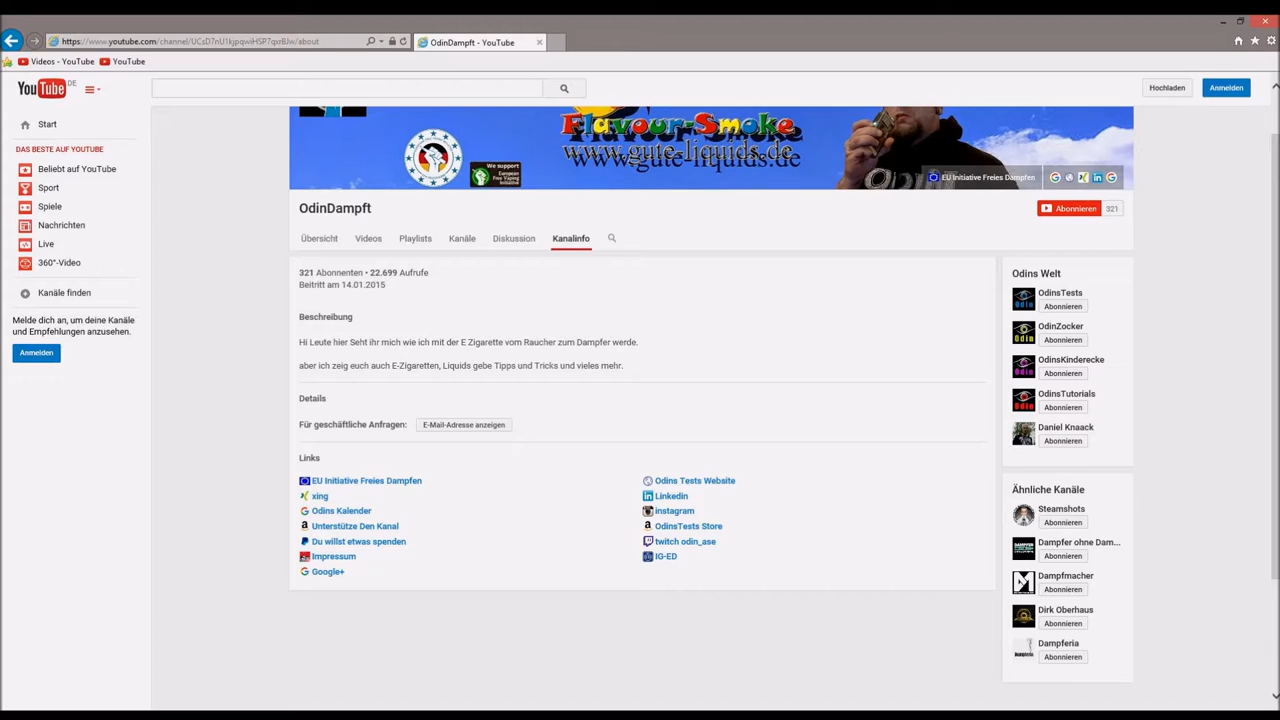 https://www.youtube.com/channel/UCsD7nU1kjpqwiHSP7qxrBJw/about
OdinDampft - YouTube
Videos - YouTube
YouTube
YouTube DE
Hochladen
Anmelden
Start
DAS BESTE AUF YOUTUBE
Beliebt auf YouTube
Sport
Spiele
Nachrichten
Live
360°-Video
Kanäle finden
Melde dich an, um deine Kanäle
und Empfehlungen anzusehen.
Anmelden
Flavour-Smoke
www.gute-liquids.de
We support
European
Free Vaping
Initiative
EU Initiative Freies Dampfen
OdinDampft
Abonnieren 321
Übersicht
Videos
Playlists
Kanäle
Diskussion
Kanalinfo
321 Abonnenten • 22.699 Aufrufe
Beitritt am 14.01.2015
Beschreibung
Hi Leute hier Seht ihr mich wie ich mit der E Zigarette vom Raucher zum Dampfer werde.
aber ich zeig euch auch E-Zigaretten, Liquids gebe Tipps und Tricks und vieles mehr.
Details
Für geschäftliche Anfragen: E-Mail-Adresse anzeigen
Links
EU Initiative Freies Dampfen
Odins Tests Website
xing
Linkedin
Odins Kalender
instagram
Unterstütze Den Kanal
OdinsTests Store
Du willst etwas spenden
twitch odin_ase
Impressum
IG-ED
Google+
Odins Welt
OdinsTests
Abonnieren
OdinZocker
Abonnieren
OdinsKinderecke
Abonnieren
OdinsTutorials
Abonnieren
Daniel Knaack
Abonnieren
Ähnliche Kanäle
Steamshots
Abonnieren
Dampfer ohne Dam...
Abonnieren
Dampfmacher
Abonnieren
Dirk Oberhaus
Abonnieren
Dampferia
Abonnieren